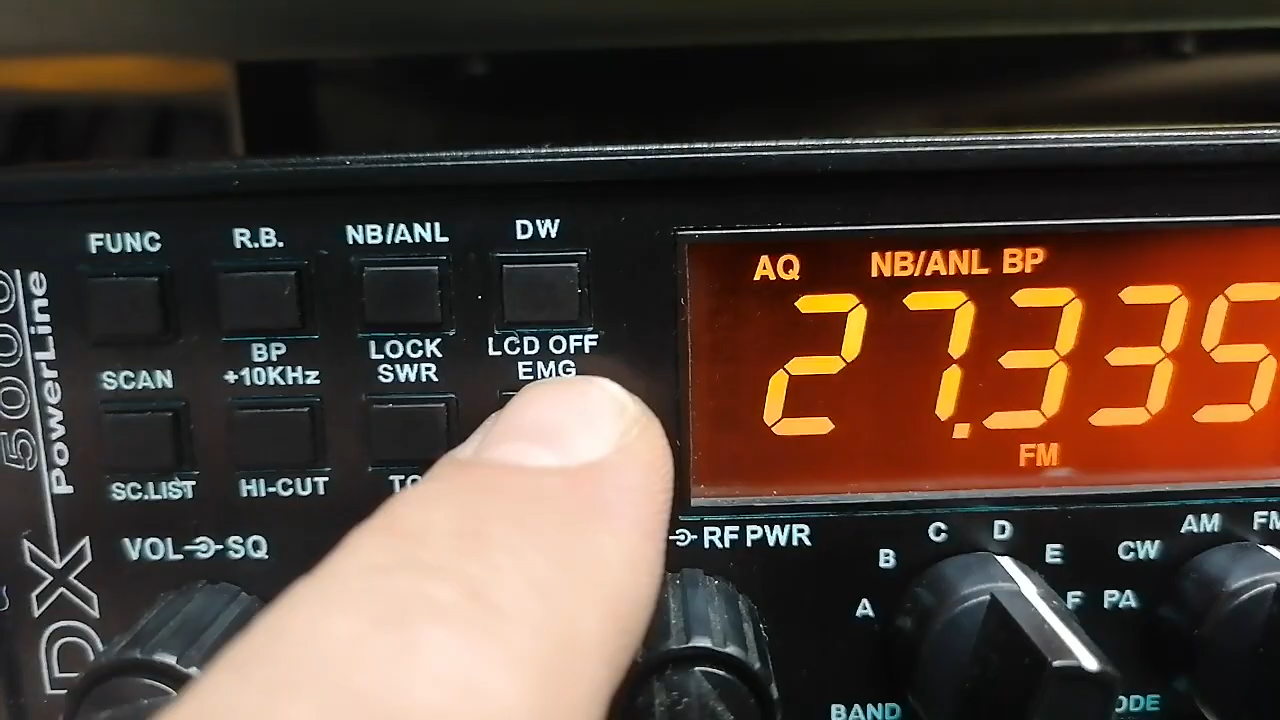 FUNC R.B. NB/ANL DW
BP LOCK LCD OFF
SCAN +10KHz SWR EMG
SC.LIST HI-CUT
VOL SQ
DX 5000
PowerLine
AQ NB/ANL BP
27.335
FM
RF PWR
A B C D E F
BAND
PA CW AM FM